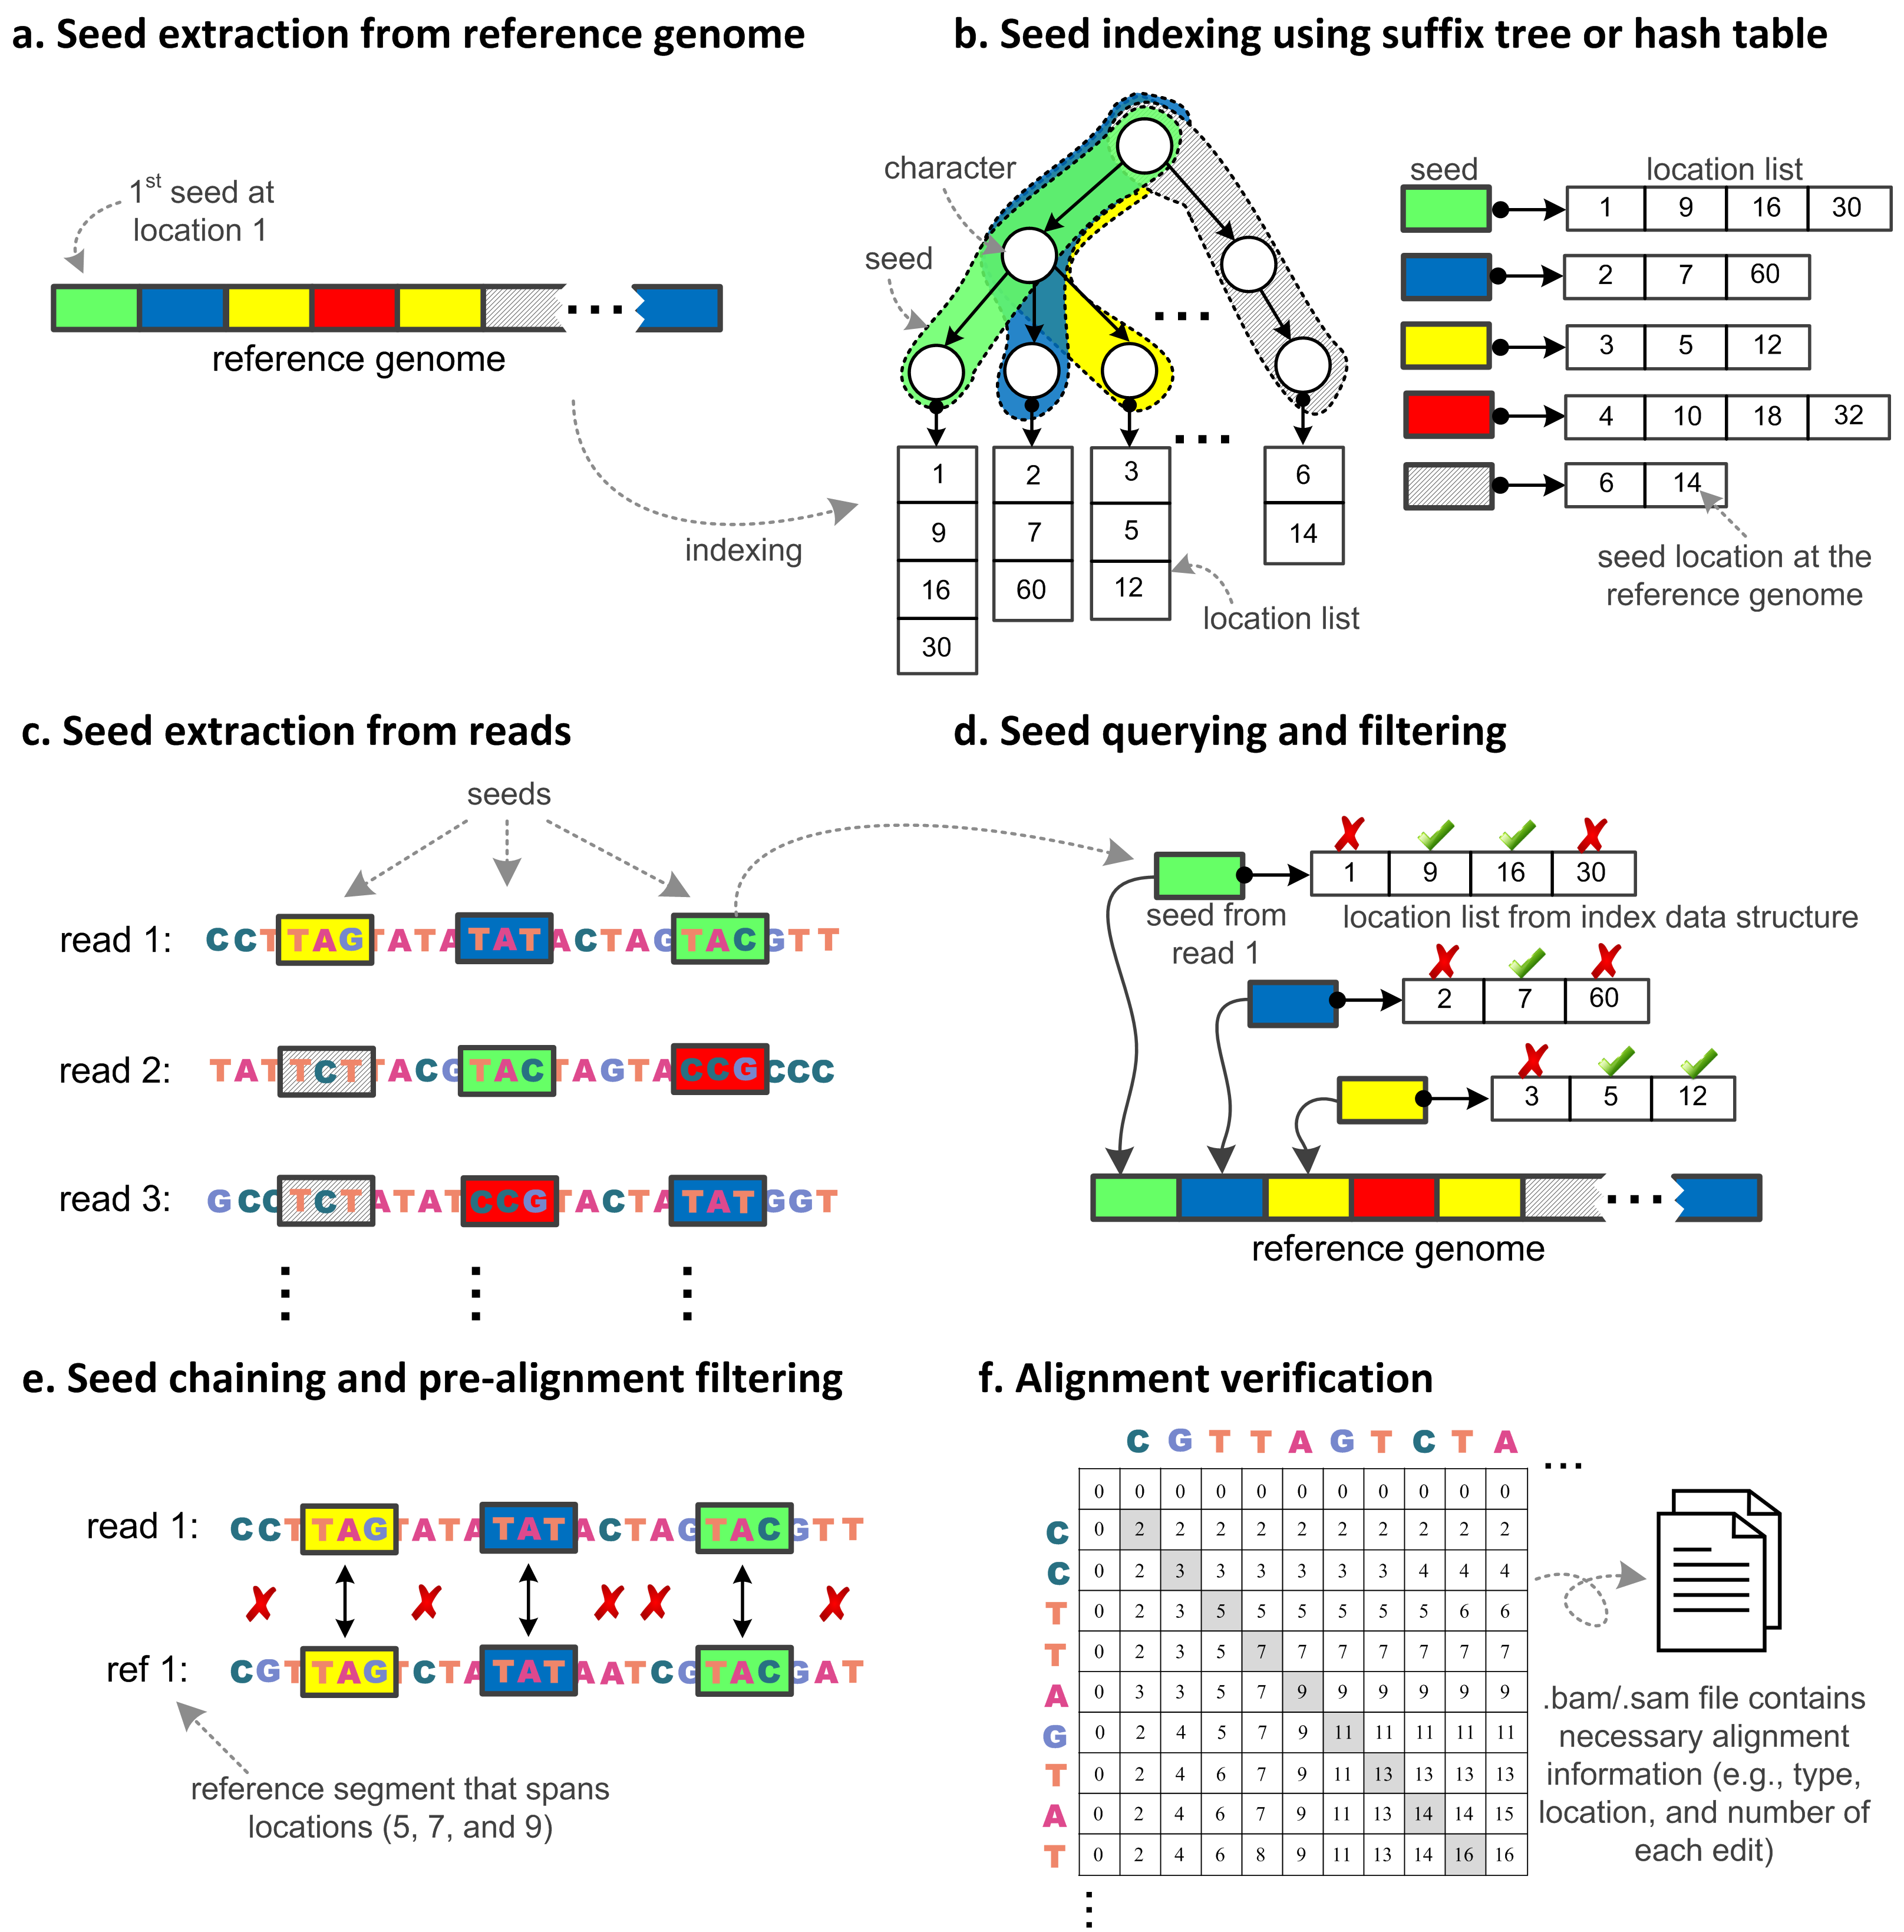 a. Seed extraction from reference genome
1st seed at
location 1
reference genome
indexing
b. Seed indexing using suffix tree or hash table
character
seed
1 2 3 6
9 7 5 14
16 60 12
30
location list
seed location list
1 9 16 30
2 7 60
3 5 12
4 10 18 32
6 14
seed location at the
reference genome
c. Seed extraction from reads
seeds
read 1: CCTTAGTATATATACTAGTACGTT
read 2: TATTCTTACGTACTAGTACCGCCC
read 3: GCCTCTATATCCGTACTATATGGT
d. Seed querying and filtering
1 9 16 30
seed from
read 1
location list from index data structure
2 7 60
3 5 12
reference genome
e. Seed chaining and pre-alignment filtering
read 1: CCTTAGTATATATACTAGTACGTT
ref 1: CGTTAGTCTATATAATCGTACGAT
reference segment that spans
locations (5, 7, and 9)
f. Alignment verification
C G T T A G T C T A ...
0 0 0 0 0 0 0 0 0 0 0
C 0 2 2 2 2 2 2 2 2 2 2
C 0 2 3 3 3 3 3 3 4 4 4
T 0 2 3 5 5 5 5 5 5 6 6
T 0 2 3 5 7 7 7 7 7 7 7
A 0 3 3 5 7 9 9 9 9 9 9
G 0 2 4 5 7 9 11 11 11 11 11
T 0 2 4 6 7 9 11 13 13 13 13
A 0 2 4 6 7 9 11 13 14 14 15
T 0 2 4 6 8 9 11 13 14 16 16
.bam/.sam file contains
necessary alignment
information (e.g., type,
location, and number of
each edit)